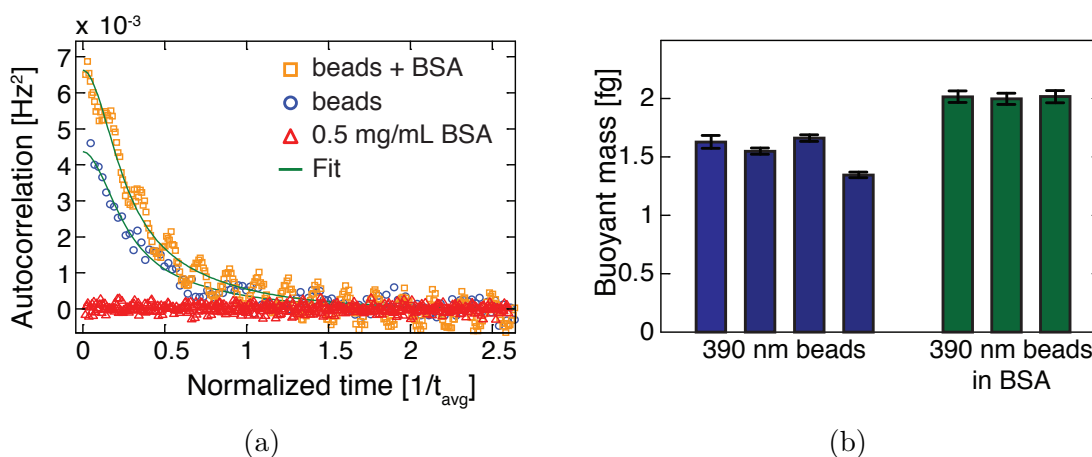 x 10⁻³
7
6
5
4
3
2
1
0
Autocorrelation [Hz²]
beads + BSA
beads
0.5 mg/mL BSA
Fit
0 0.5 1 1.5 2 2.5
Normalized time [1/t_avg]
(a)
Buoyant mass [fg]
2
1.5
1
0.5
0
390 nm beads 390 nm beads
in BSA
(b)